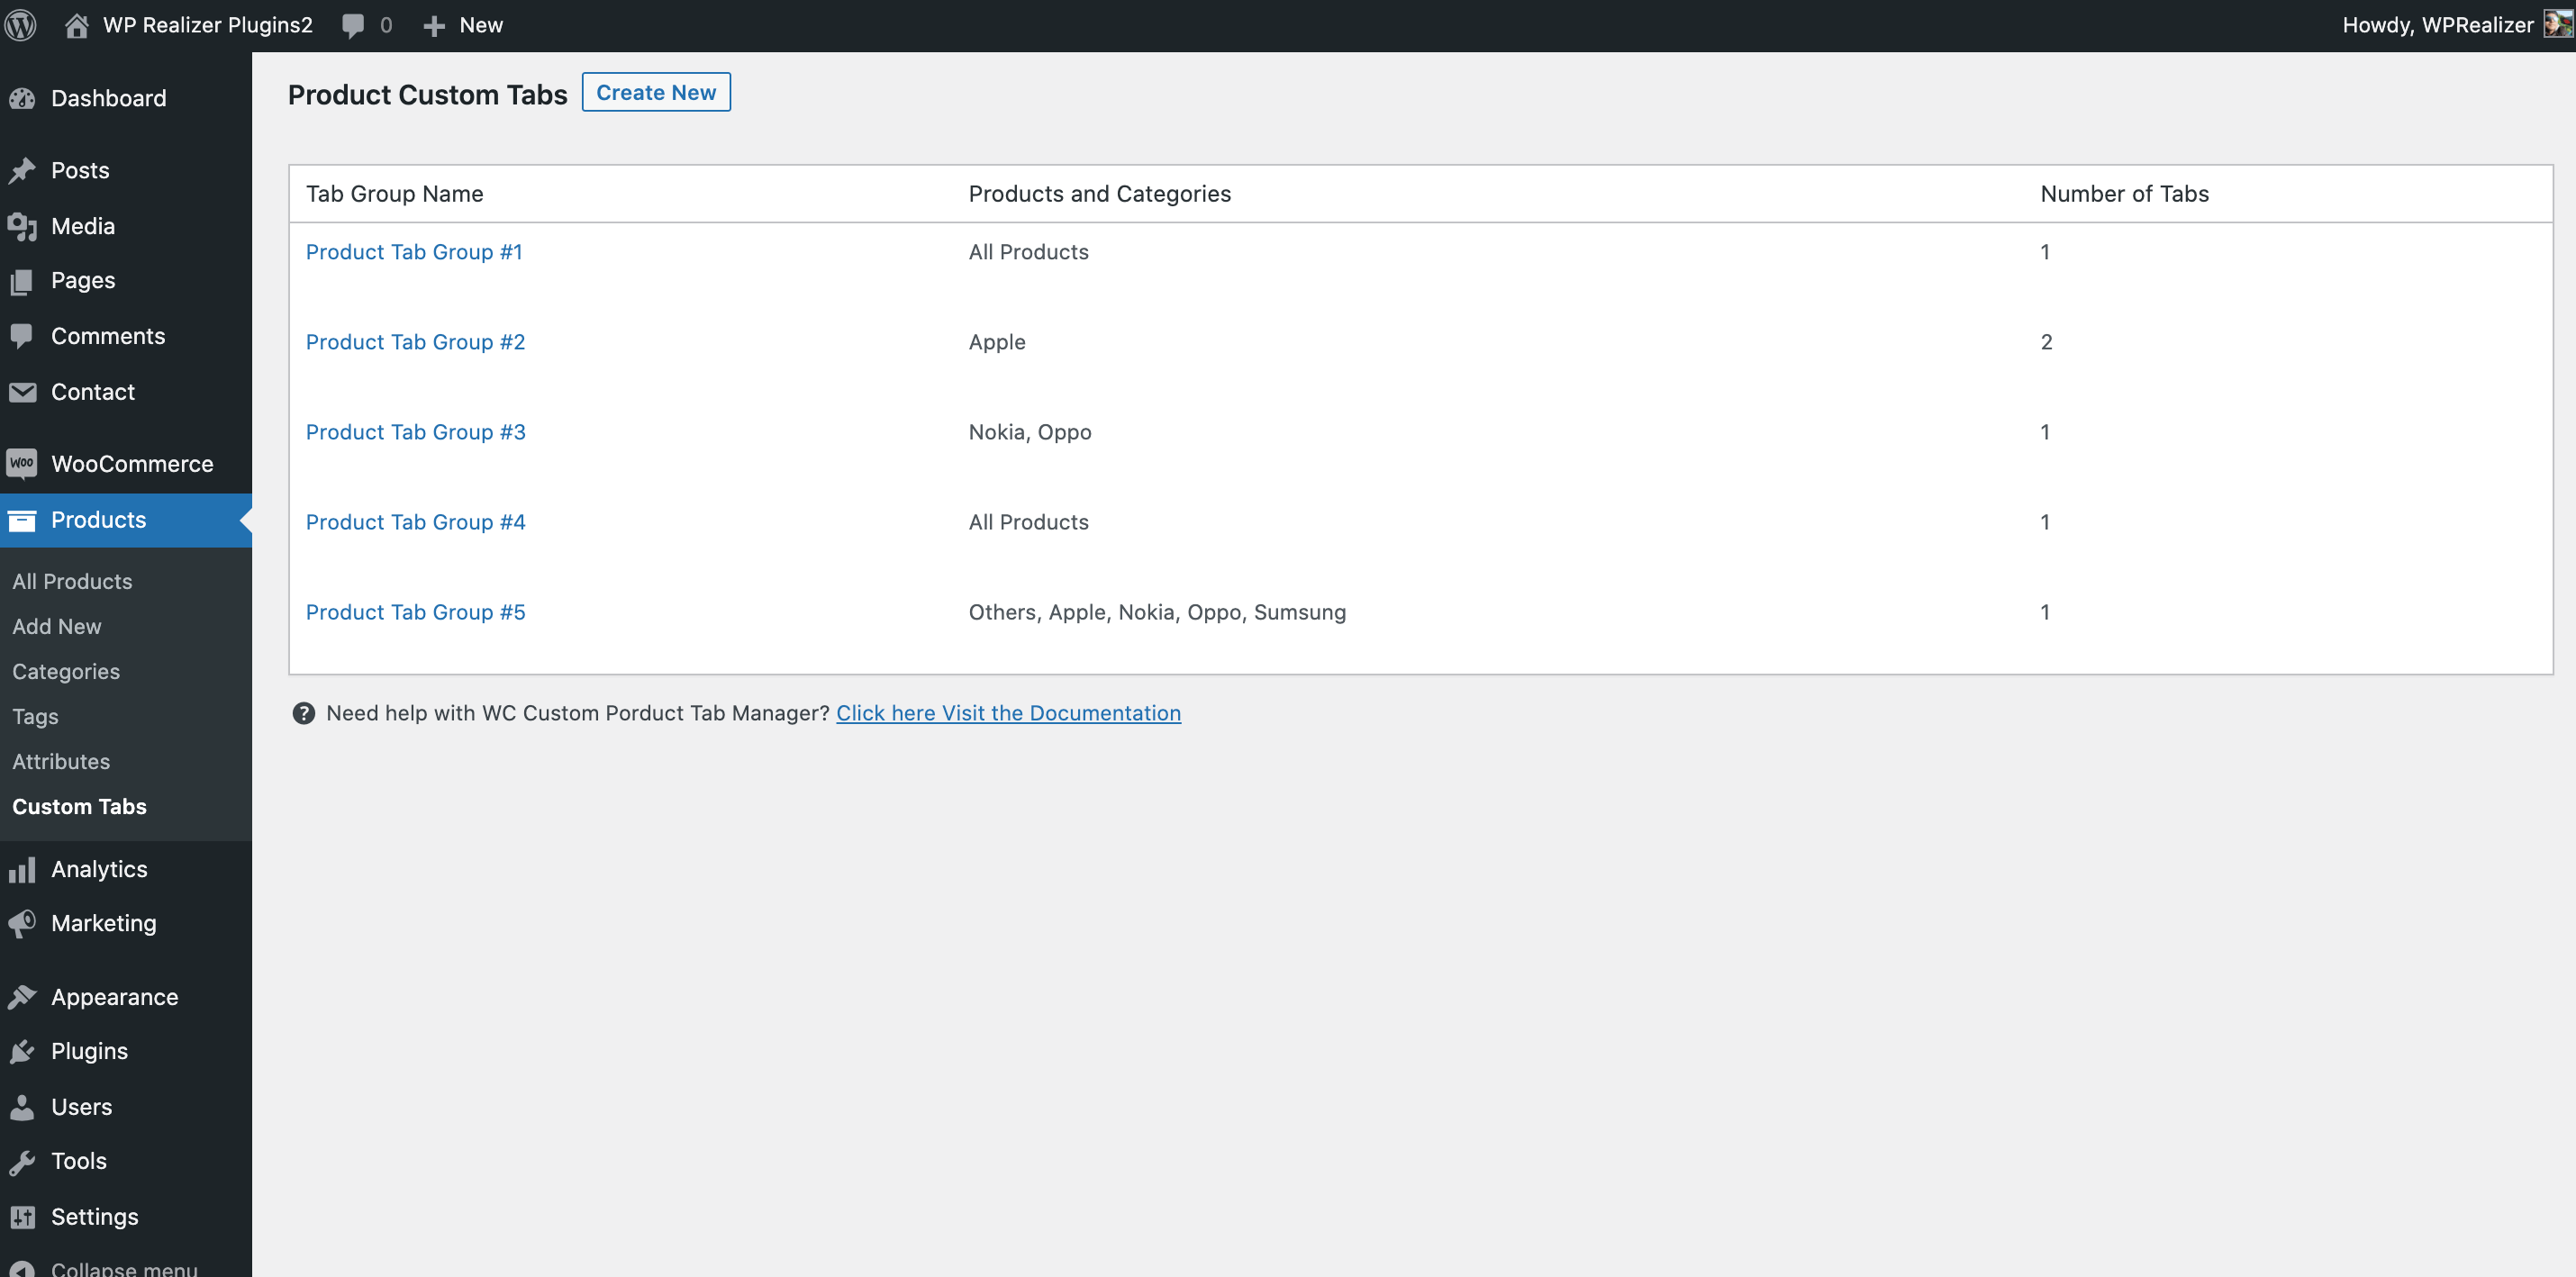 WP Realizer Plugins2 0 New Howdy, WPRealizer
Dashboard
Posts
Media
Pages
Comments
Contact
Woo WooCommerce
Products
All Products
Add New
Categories
Tags
Attributes
Custom Tabs
Analytics
Marketing
Appearance
Plugins
Users
Tools
Settings
Collapse menu
Product Custom Tabs Create New
Tab Group Name Products and Categories Number of Tabs
Product Tab Group #1 All Products 1
Product Tab Group #2 Apple 2
Product Tab Group #3 Nokia, Oppo 1
Product Tab Group #4 All Products 1
Product Tab Group #5 Others, Apple, Nokia, Oppo, Sumsung 1
Need help with WC Custom Porduct Tab Manager? Click here Visit the Documentation